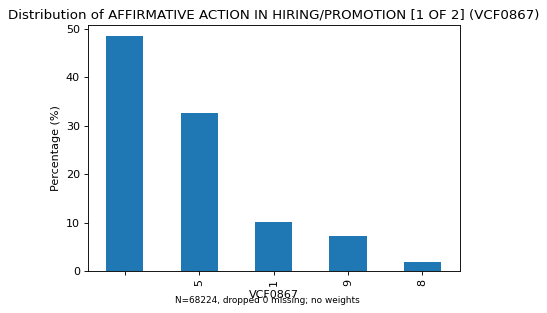 Distribution of AFFIRMATIVE ACTION IN HIRING/PROMOTION [1 OF 2] (VCF0867)
Percentage (%)
50
40
30
20
10
0
5
1
9
8
VCF0867
N=68224, dropped 0 missing; no weights